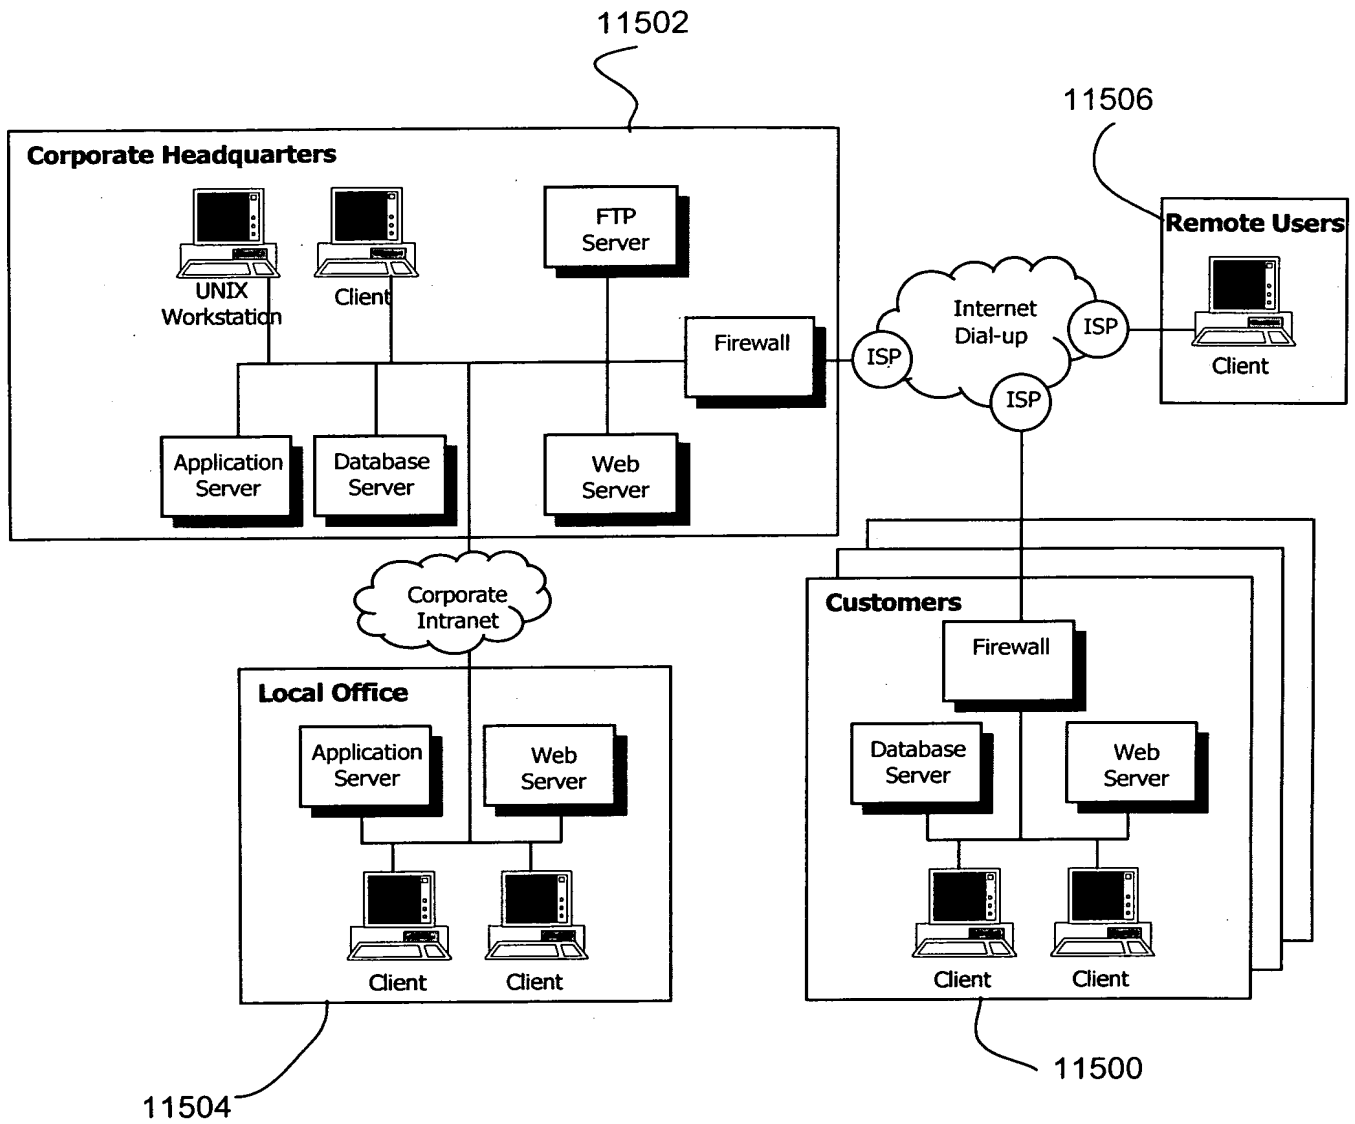 11502
11506
Corporate Headquarters
UNIX
Workstation
Client
FTP
Server
Firewall
ISP
Internet
Dial-up
ISP
ISP
Remote Users
Client
Application
Server
Database
Server
Web
Server
Corporate
Intranet
Local Office
Application
Server
Web
Server
Client
Client
11504
Customers
Firewall
Database
Server
Web
Server
Client
Client
11500